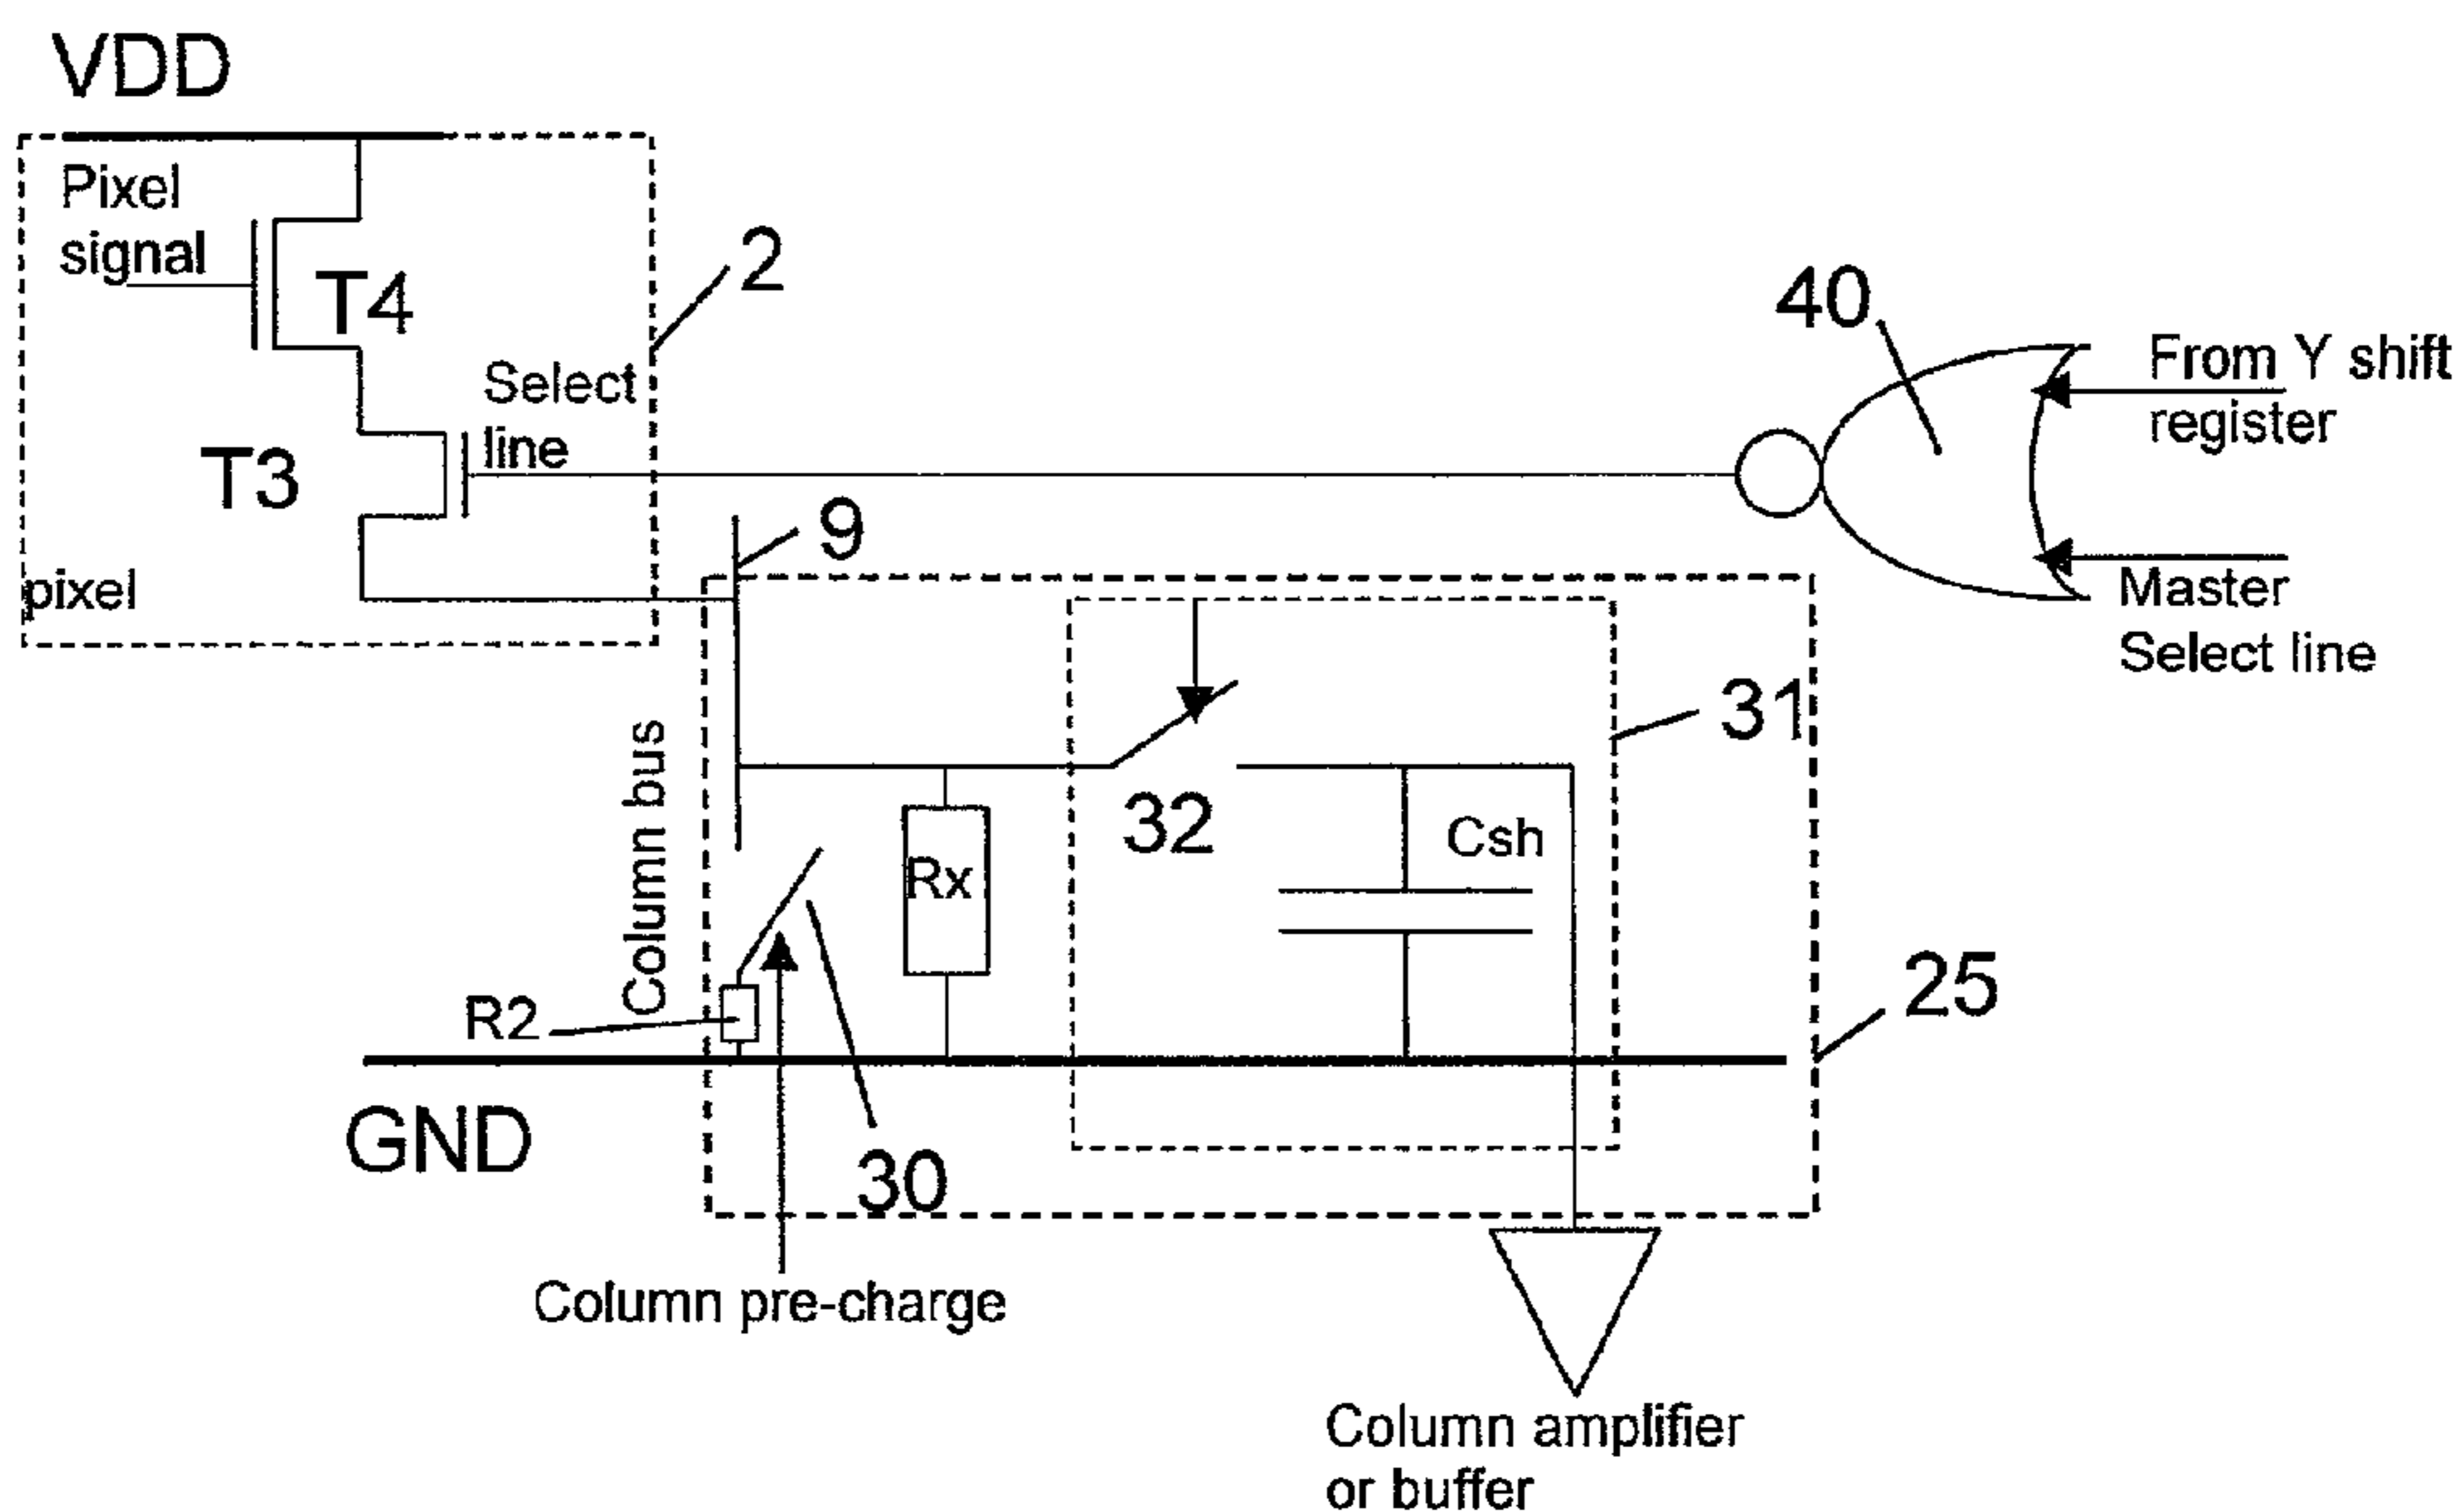 VDD
Pixel
signal
T4
2
Select
line
T3
pixel
9
40
From Y shift
register
Master
Select line
31
32
Csh
Column bus
Rx
R2
25
GND
30
Column pre-charge
Column amplifier
or buffer